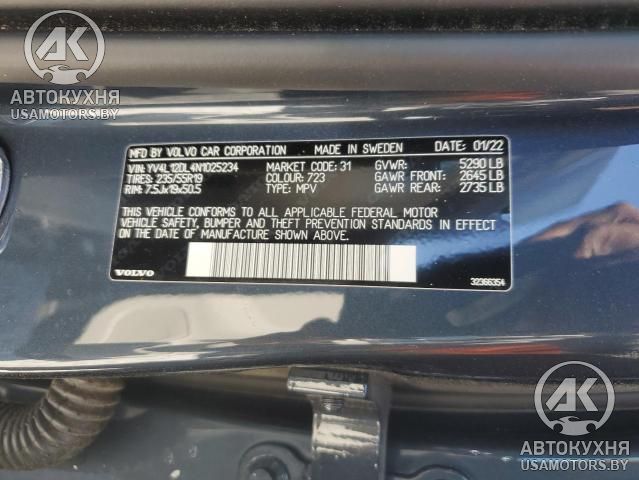 AK
АВТОКУХНЯ
USAMOTORS.BY
MFD BY VOLVO CAR CORPORATION MADE IN SWEDEN DATE: 01/22
VIN: YV4L12DL4N1025234 MARKET CODE: 31 GVWR: 5290 LB
TIRES: 235/55R19 COLOUR: 723 GAWR FRONT: 2645 LB
RIM: 7.5Jx19x50.5 TYPE: MPV GAWR REAR: 2735 LB
THIS VEHICLE CONFORMS TO ALL APPLICABLE FEDERAL MOTOR
VEHICLE SAFETY, BUMPER AND THEFT PREVENTION STANDARDS IN EFFECT
ON THE DATE OF MANUFACTURE SHOWN ABOVE.
VOLVO 32366354
AK
АВТОКУХНЯ
USAMOTORS.BY